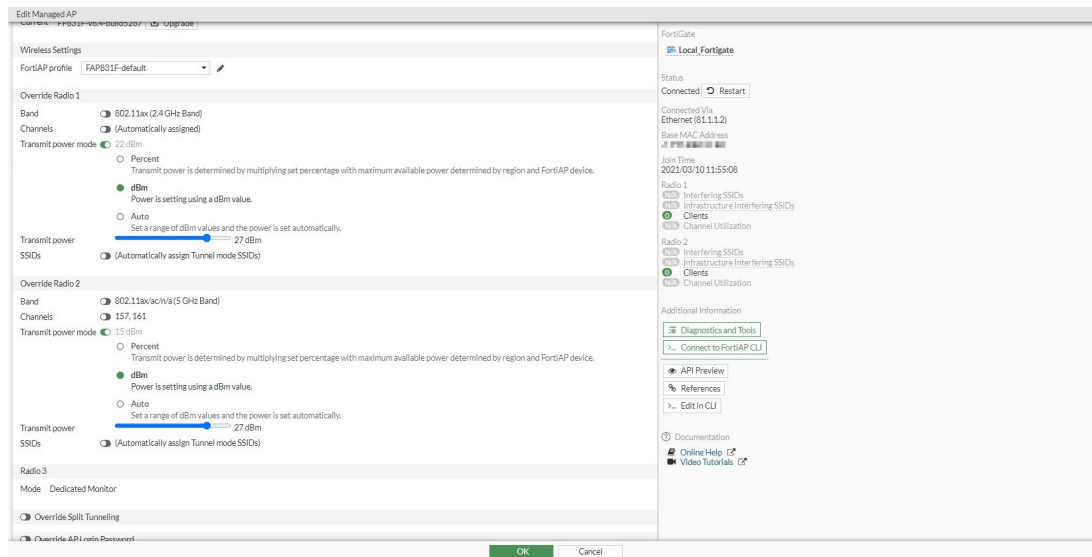 Edit Managed AP
Current FP831F-v6.4-build5267 Upgrade
Wireless Settings
FortiAP profile FAP831F-default
Override Radio 1
Band 802.11ax (2.4 GHz Band)
Channels (Automatically assigned)
Transmit power mode 22 dBm
Percent
Transmit power is determined by multiplying set percentage with maximum available power determined by region and FortiAP device.
dBm
Power is setting using a dBm value.
Auto
Set a range of dBm values and the power is set automatically.
Transmit power 27 dBm
SSIDs (Automatically assign Tunnel mode SSIDs)
Override Radio 2
Band 802.11ax/ac/n/a (5 GHz Band)
Channels 157, 161
Transmit power mode 15 dBm
Percent
Transmit power is determined by multiplying set percentage with maximum available power determined by region and FortiAP device.
dBm
Power is setting using a dBm value.
Auto
Set a range of dBm values and the power is set automatically.
Transmit power 27 dBm
SSIDs (Automatically assign Tunnel mode SSIDs)
Radio 3
Mode Dedicated Monitor
Override Split Tunneling
Override AP Login Password
FortiGate
Local_Fortigate
Status
Connected Restart
Connected Via
Ethernet (81.1.1.2)
Base MAC Address
Join Time
2021/03/10 11:55:08
Radio 1
N/A Interfering SSIDs
N/A Infrastructure Interfering SSIDs
0 Clients
N/A Channel Utilization
Radio 2
N/A Interfering SSIDs
N/A Infrastructure Interfering SSIDs
0 Clients
N/A Channel Utilization
Additional Information
Diagnostics and Tools
>_ Connect to FortiAP CLI
API Preview
References
>_ Edit in CLI
? Documentation
Online Help
Video Tutorials
OK Cancel